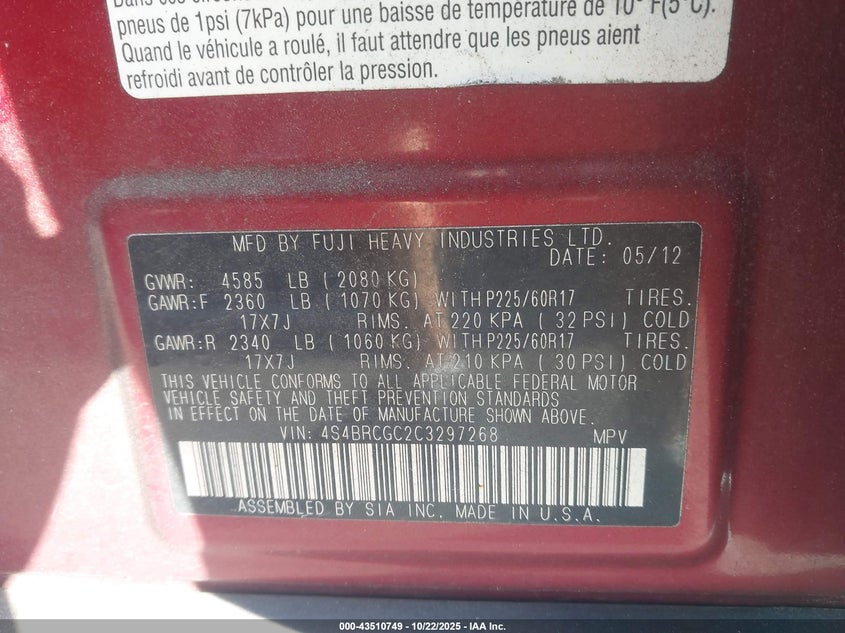 pneus de 1psi (7kPa) pour une baisse de température de 10°F(5°C).
Quand le véhicule a roulé, il faut attendre que les pneus aient
refroidi avant de contrôler la pression.
MFD BY FUJI HEAVY INDUSTRIES LTD.
DATE: 05/12
GVWR: 4585 LB ( 2080 KG)
GAWR:F 2360 LB ( 1070 KG) WITH P225/60R17 TIRES.
17X7J RIMS. AT 220 KPA ( 32 PSI) COLD
GAWR:R 2340 LB ( 1060 KG) WITH P225/60R17 TIRES.
17X7J RIMS. AT 210 KPA ( 30 PSI) COLD
THIS VEHICLE CONFORMS TO ALL APPLICABLE FEDERAL MOTOR
VEHICLE SAFETY AND THEFT PREVENTION STANDARDS
IN EFFECT ON THE DATE OF MANUFACTURE SHOWN ABOVE.
VIN: 4S4BRCGC2C3297268 MPV
ASSEMBLED BY SIA INC. MADE IN U.S.A.
000-43510749 - 10/22/2025 - IAA Inc.